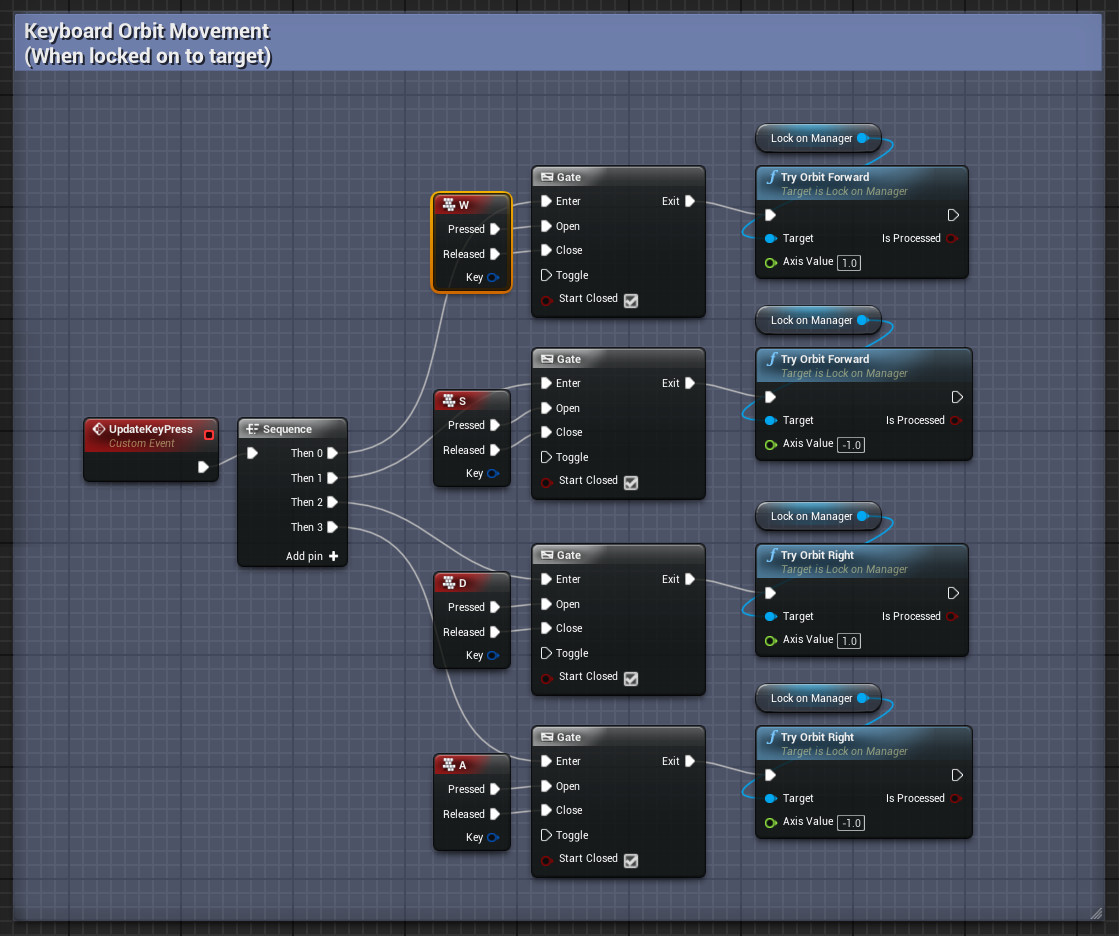 Keyboard Orbit Movement
(When locked on to target)
UpdateKeyPress
Custom Event
Sequence
Then 0
Then 1
Then 2
Then 3
Add pin
W
Pressed
Released
Key
Gate
Enter
Exit
Open
Close
Toggle
Start Closed
Lock on Manager
Try Orbit Forward
Target is Lock on Manager
Target
Is Processed
Axis Value 1.0
S
Pressed
Released
Key
Gate
Enter
Exit
Open
Close
Toggle
Start Closed
Lock on Manager
Try Orbit Forward
Target is Lock on Manager
Target
Is Processed
Axis Value -1.0
D
Pressed
Released
Key
Gate
Enter
Exit
Open
Close
Toggle
Start Closed
Lock on Manager
Try Orbit Right
Target is Lock on Manager
Target
Is Processed
Axis Value 1.0
A
Pressed
Released
Key
Gate
Enter
Exit
Open
Close
Toggle
Start Closed
Lock on Manager
Try Orbit Right
Target is Lock on Manager
Target
Is Processed
Axis Value -1.0